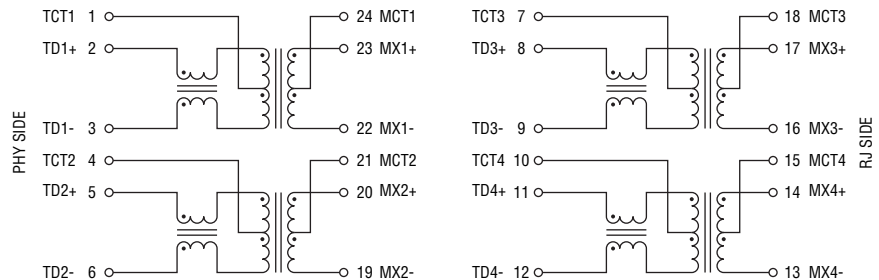 TCT1 1 24 MCT1
TD1+ 2 23 MX1+
TD1- 3 22 MX1-
TCT2 4 21 MCT2
TD2+ 5 20 MX2+
TD2- 6 19 MX2-
PHY SIDE
TCT3 7 18 MCT3
TD3+ 8 17 MX3+
TD3- 9 16 MX3-
TCT4 10 15 MCT4
TD4+ 11 14 MX4+
TD4- 12 13 MX4-
RJ SIDE